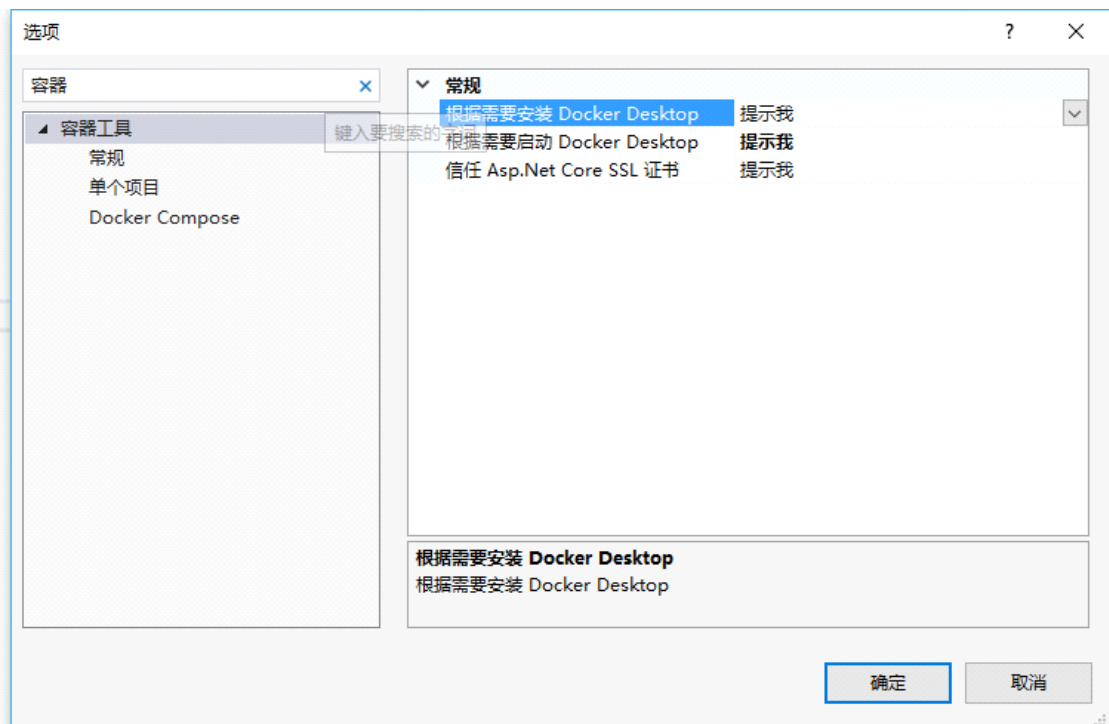 选项
?
容器
容器工具
常规
单个项目
Docker Compose
键入要搜索的字词
常规
根据需要安装 Docker Desktop 提示我
根据需要启动 Docker Desktop 提示我
信任 Asp.Net Core SSL 证书 提示我
根据需要安装 Docker Desktop
根据需要安装 Docker Desktop
确定
取消